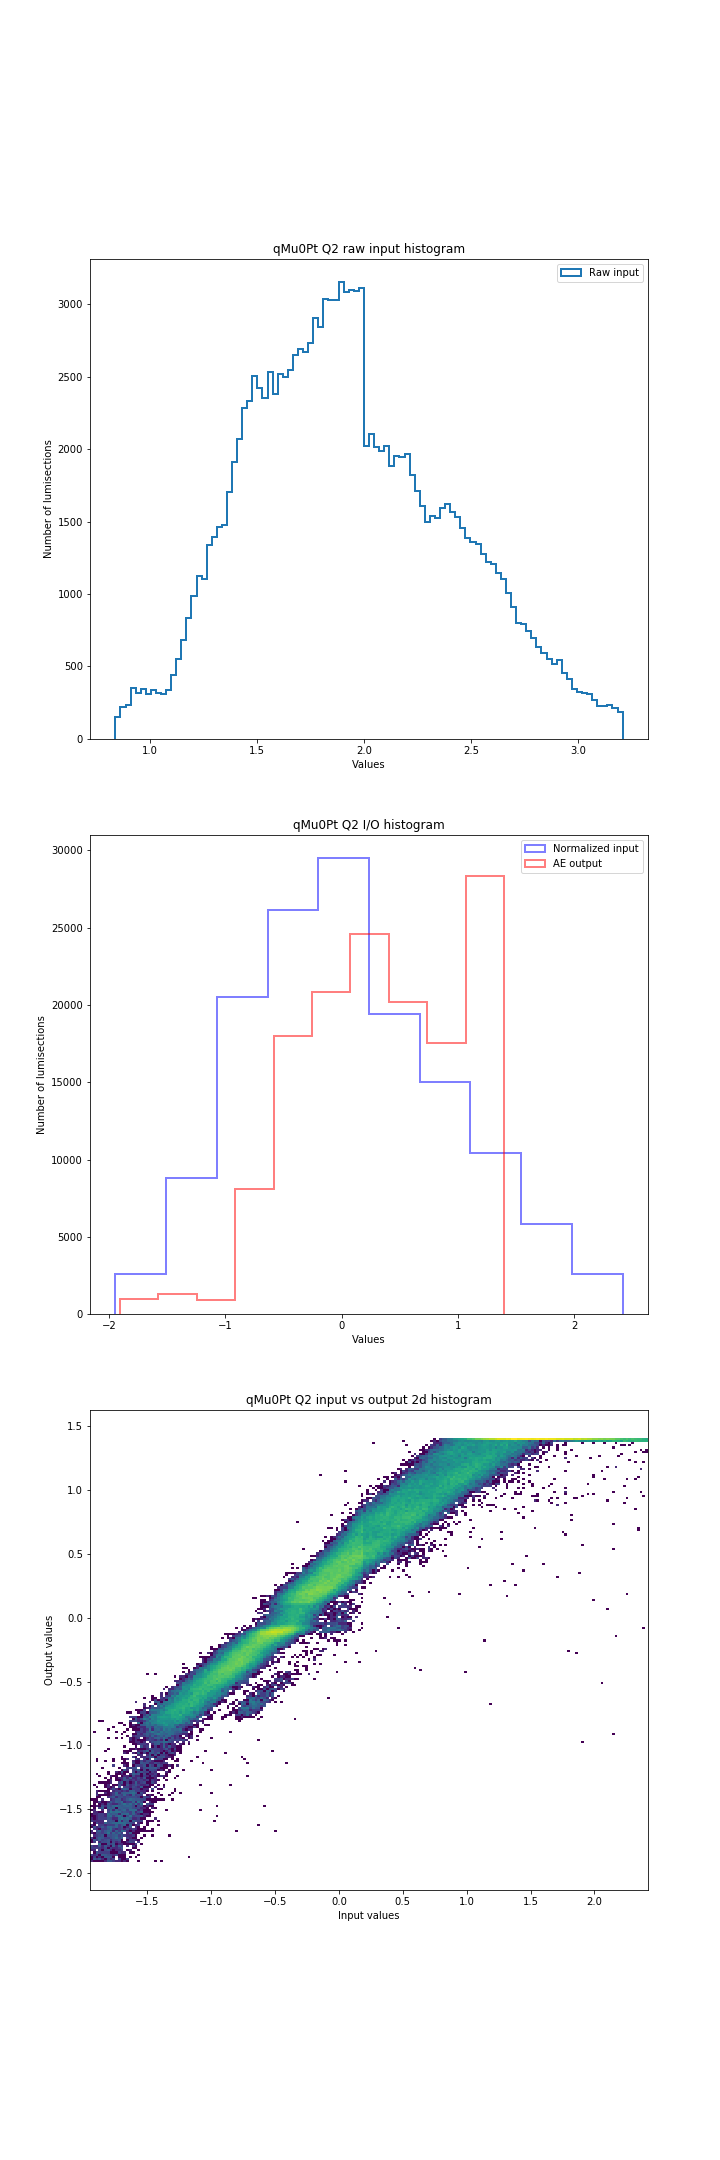 qMu0Pt Q2 raw input histogram
Raw input
3000
2500
2000
1500
1000
500
0
Number of lumisections
1.0 1.5 2.0 2.5 3.0
Values
qMu0Pt Q2 I/O histogram
Normalized input
AE output
30000
25000
20000
15000
10000
5000
0
Number of lumisections
−2 −1 0 1 2
Values
qMu0Pt Q2 input vs output 2d histogram
1.5
1.0
0.5
0.0
−0.5
−1.0
−1.5
−2.0
Output values
−1.5 −1.0 −0.5 0.0 0.5 1.0 1.5 2.0
Input values